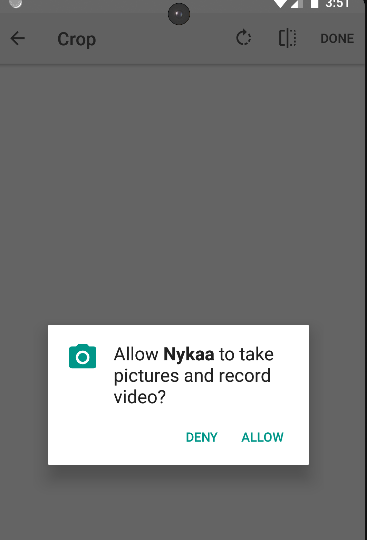 3:51
Crop
DONE
Allow Nykaa to take
pictures and record
video?
DENY ALLOW